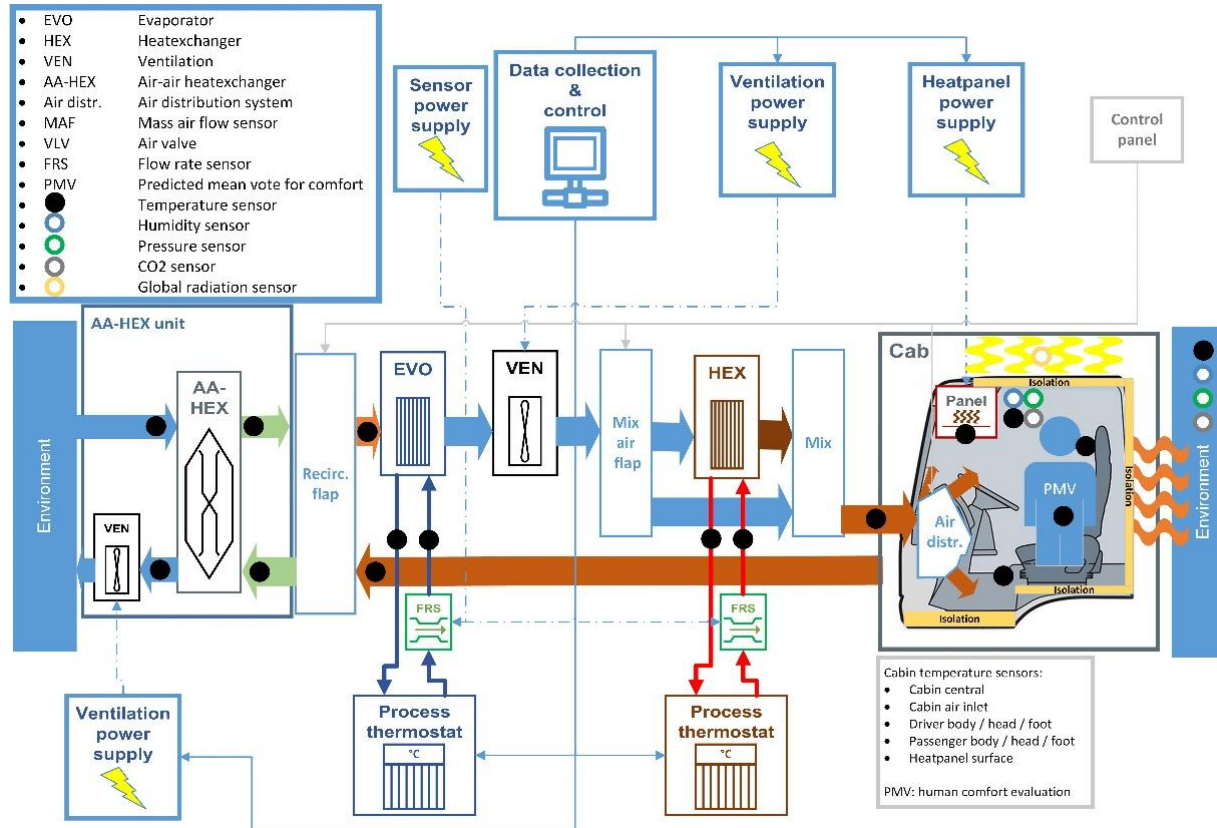 • EVO Evaporator
• HEX Heatexchanger
• VEN Ventilation
• AA-HEX Air-air heatexchanger
• Air distr. Air distribution system
• MAF Mass air flow sensor
• VLV Air valve
• FRS Flow rate sensor
• PMV Predicted mean vote for comfort
• Temperature sensor
• Humidity sensor
• Pressure sensor
• CO2 sensor
• Global radiation sensor
Sensor
power
supply
Data collection
&
control
Ventilation
power
supply
Heatpanel power
supply
Control
panel
AA-HEX unit
Environment
AA-
HEX
VEN
Recirc.
flap
EVO
VEN
Mix
air
flap
HEX
Mix
Cab
Isolation
Panel
PMV
Isolation
Air
distr.
Isolation
Isolation
Environment
FRS
FRS
Ventilation
power
supply
Process
thermostat
°C
Process
thermostat
°C
Cabin temperature sensors:
• Cabin central
• Cabin air inlet
• Driver body / head / foot
• Passenger body / head / foot
• Heatpanel surface
PMV: human comfort evaluation